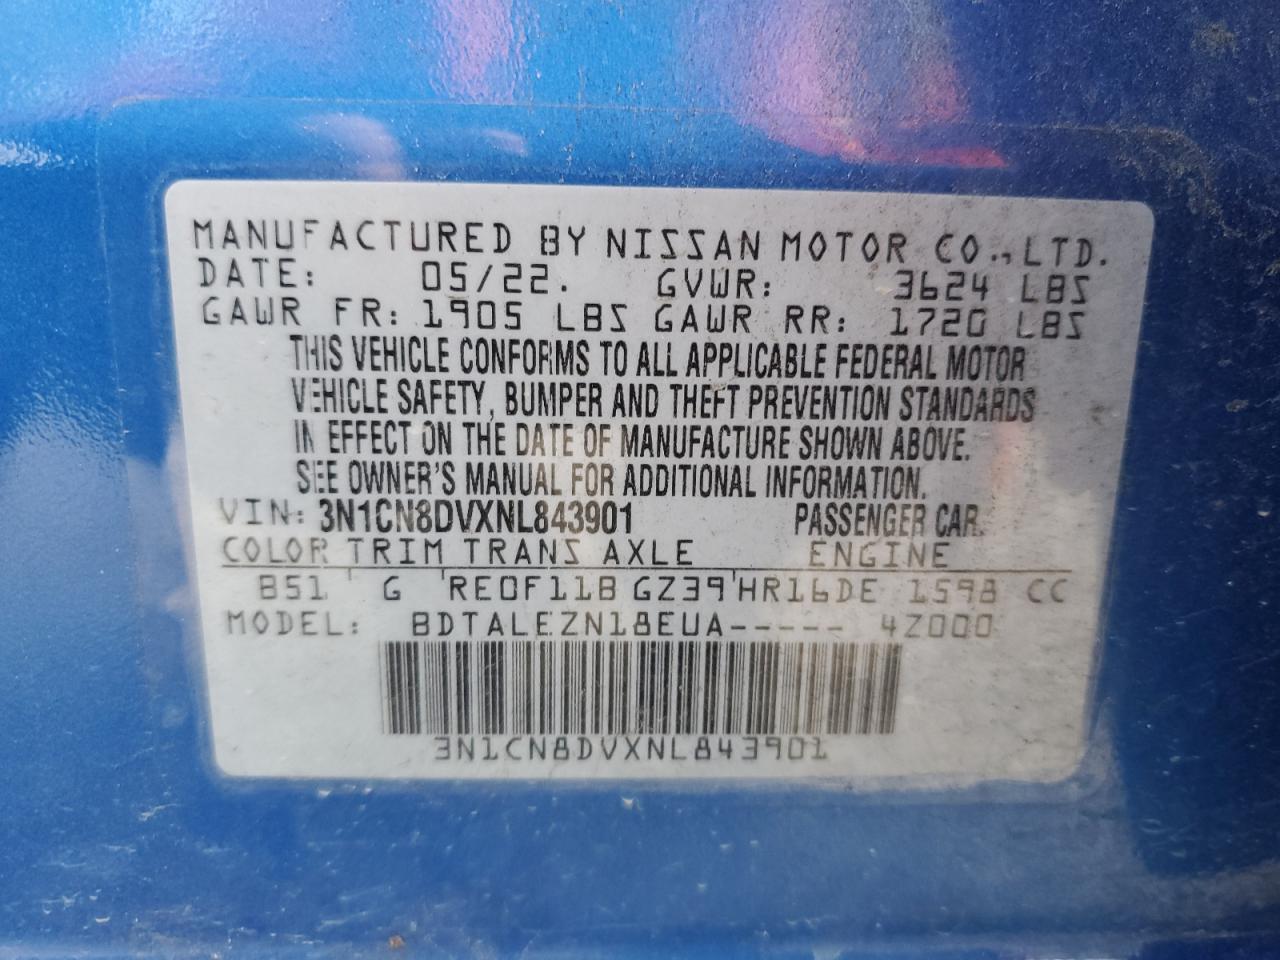 MANUFACTURED BY NISSAN MOTOR CO.,LTD.
DATE: 05/22. GVWR: 3624 LBS
GAWR FR: 1905 LBS GAWR RR: 1720 LBS
THIS VEHICLE CONFORMS TO ALL APPLICABLE FEDERAL MOTOR
VEHICLE SAFETY, BUMPER AND THEFT PREVENTION STANDARDS
IN EFFECT ON THE DATE OF MANUFACTURE SHOWN ABOVE.
SEE OWNER'S MANUAL FOR ADDITIONAL INFORMATION.
VIN: 3N1CN8DVXNL843901 PASSENGER CAR.
COLOR TRIM TRANS AXLE ENGINE
B51 ' G 'RE0F11B GZ39'HR16DE 1598 CC
MODEL: BDTALEZN18EUA----- 4Z000
3N1CN8DVXNL843901